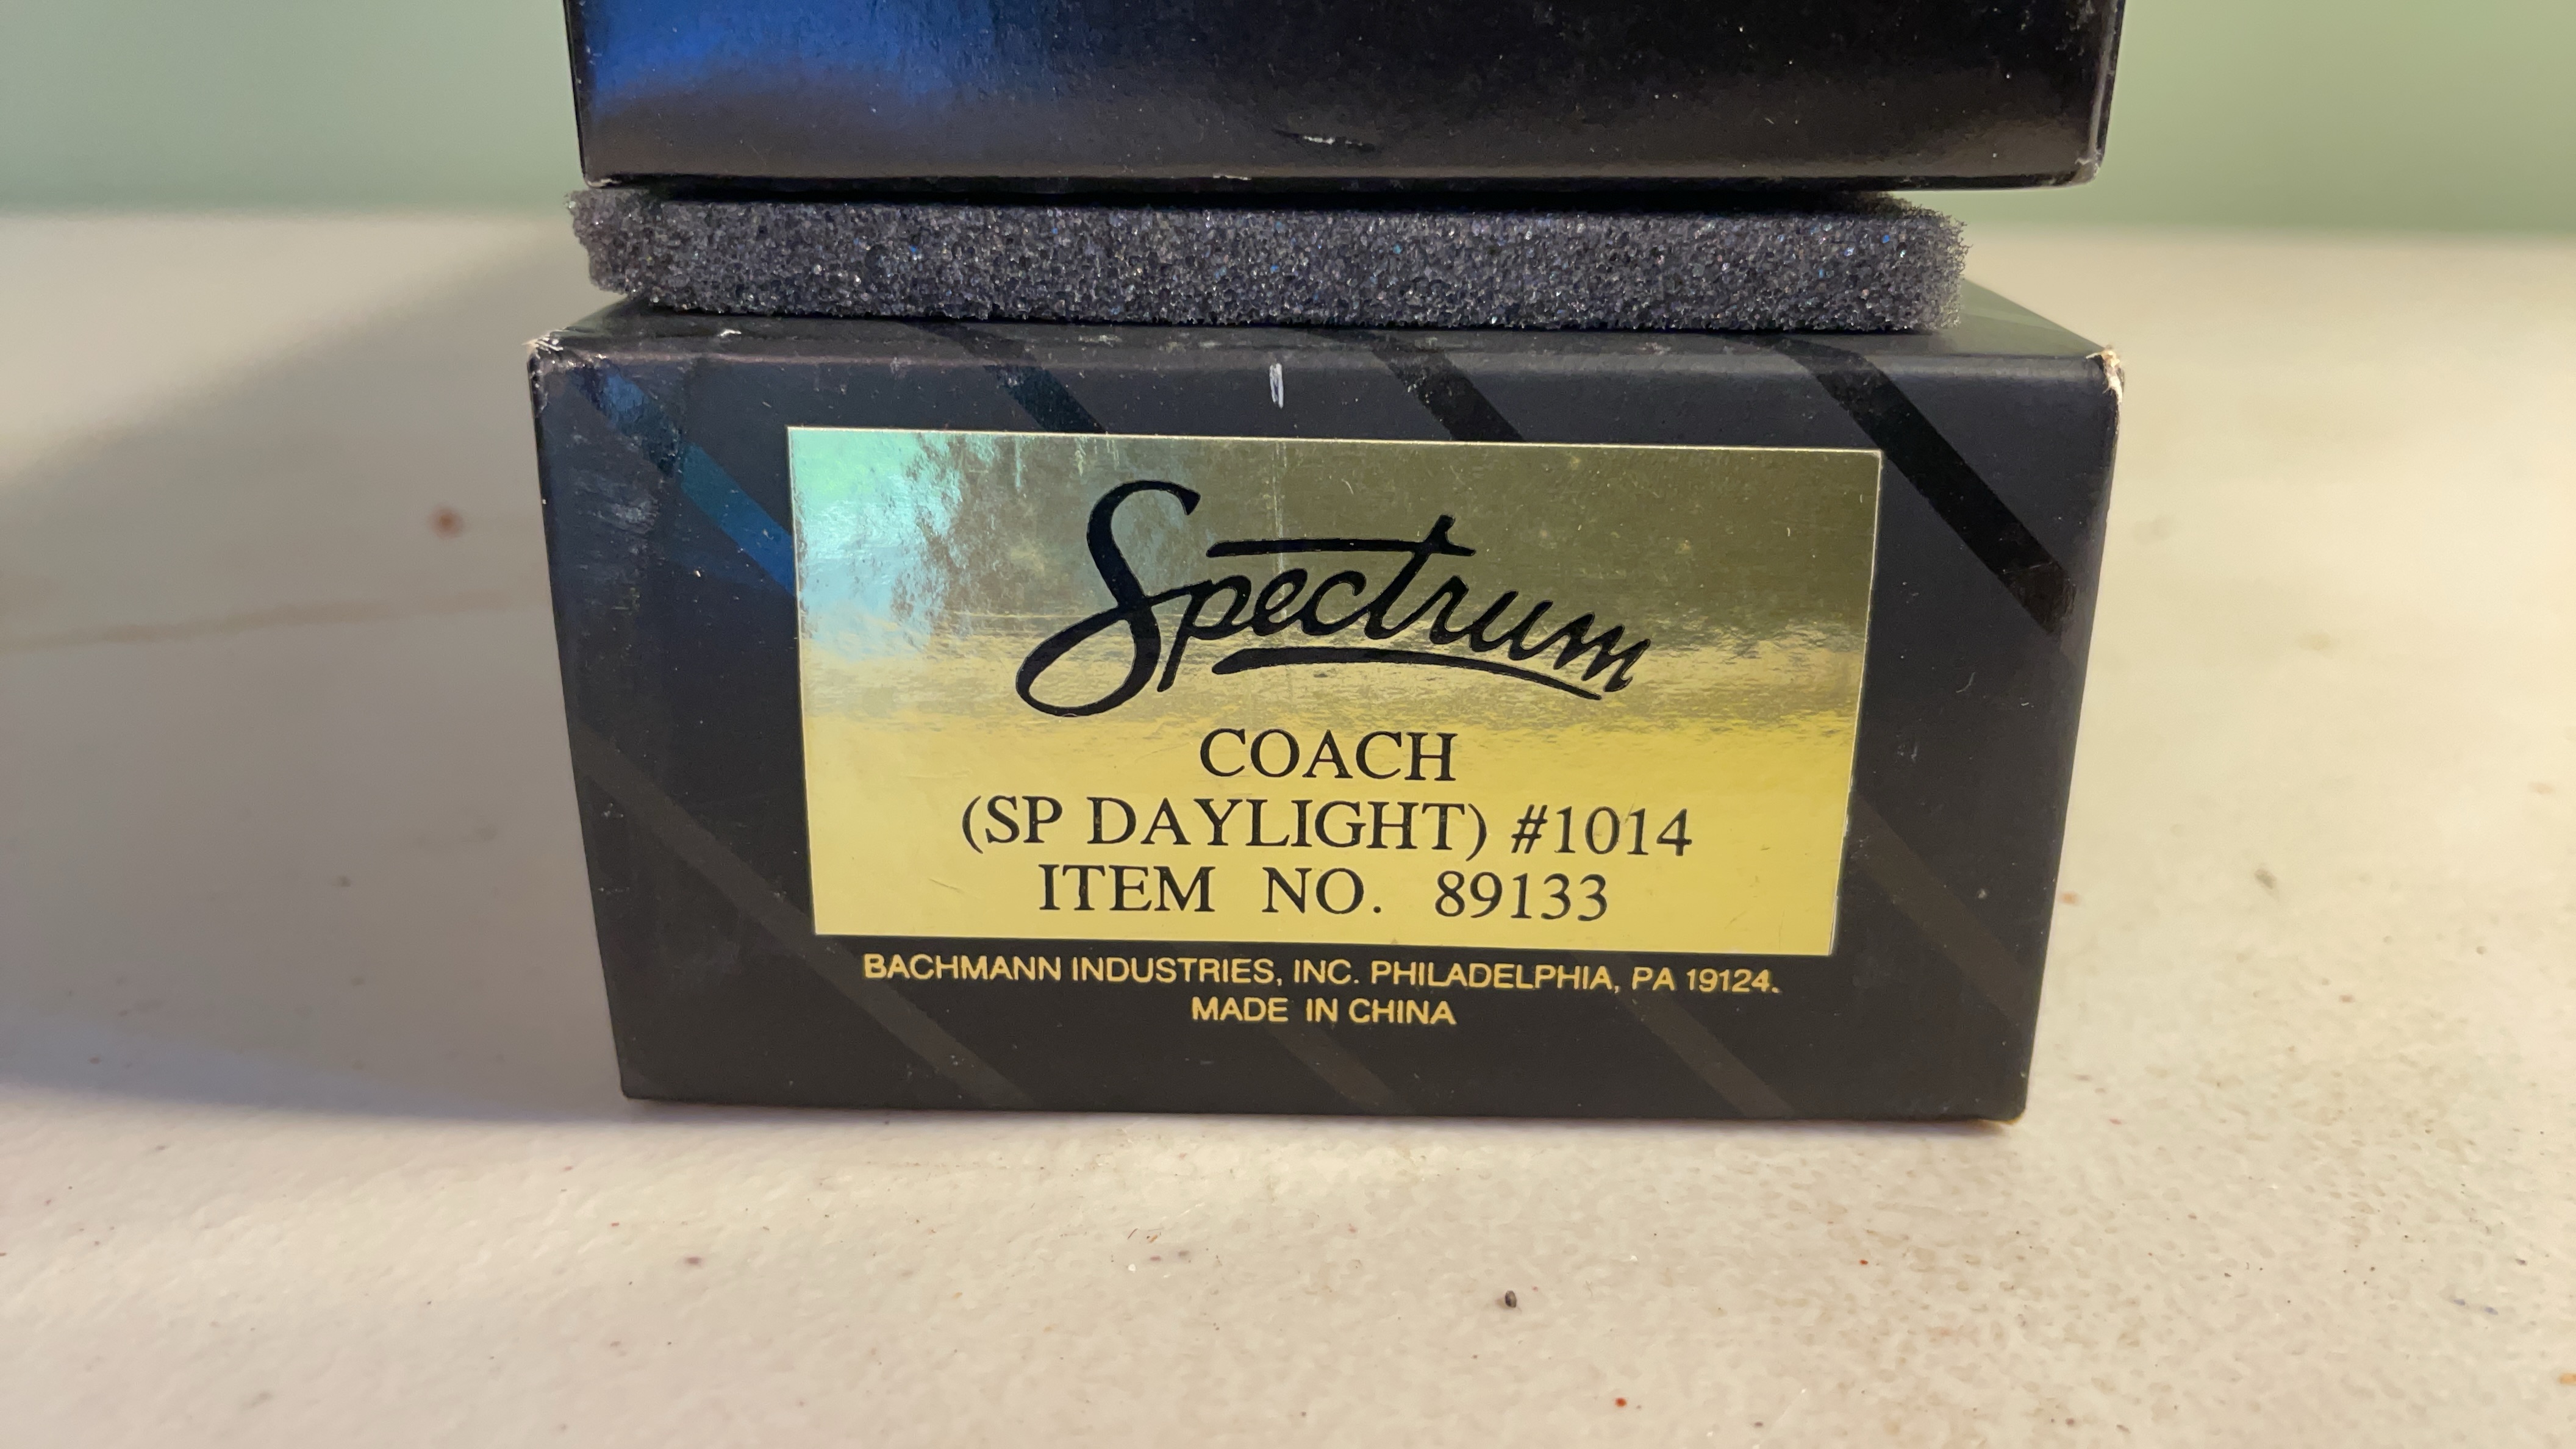 Spectrum
COACH
(SP DAYLIGHT) #1014
ITEM NO. 89133
BACHMANN INDUSTRIES, INC. PHILADELPHIA, PA 19124.
MADE IN CHINA